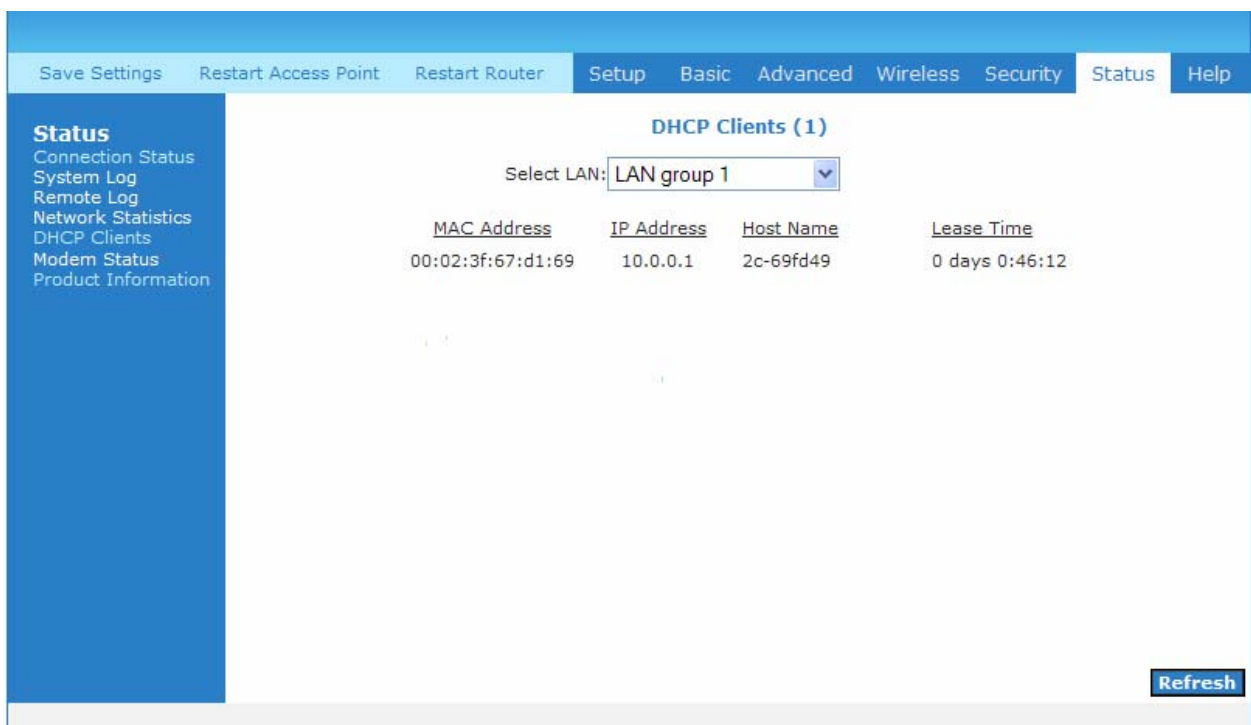 Save Settings Restart Access Point Restart Router Setup Basic Advanced Wireless Security Status Help
Status
Connection Status
System Log
Remote Log
Network Statistics
DHCP Clients
Modem Status
Product Information
DHCP Clients (1)
Select LAN: LAN group 1
MAC Address IP Address Host Name Lease Time
00:02:3f:67:d1:69 10.0.0.1 2c-69fd49 0 days 0:46:12
Refresh